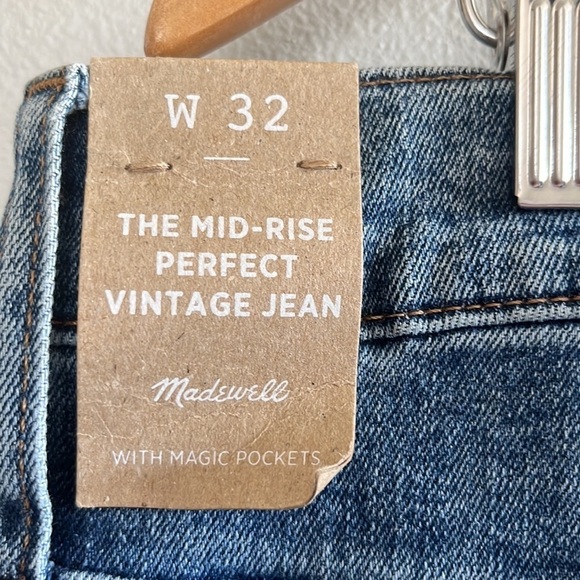 W 32
THE MID-RISE
PERFECT
VINTAGE JEAN
Madewell
WITH MAGIC POCKETS